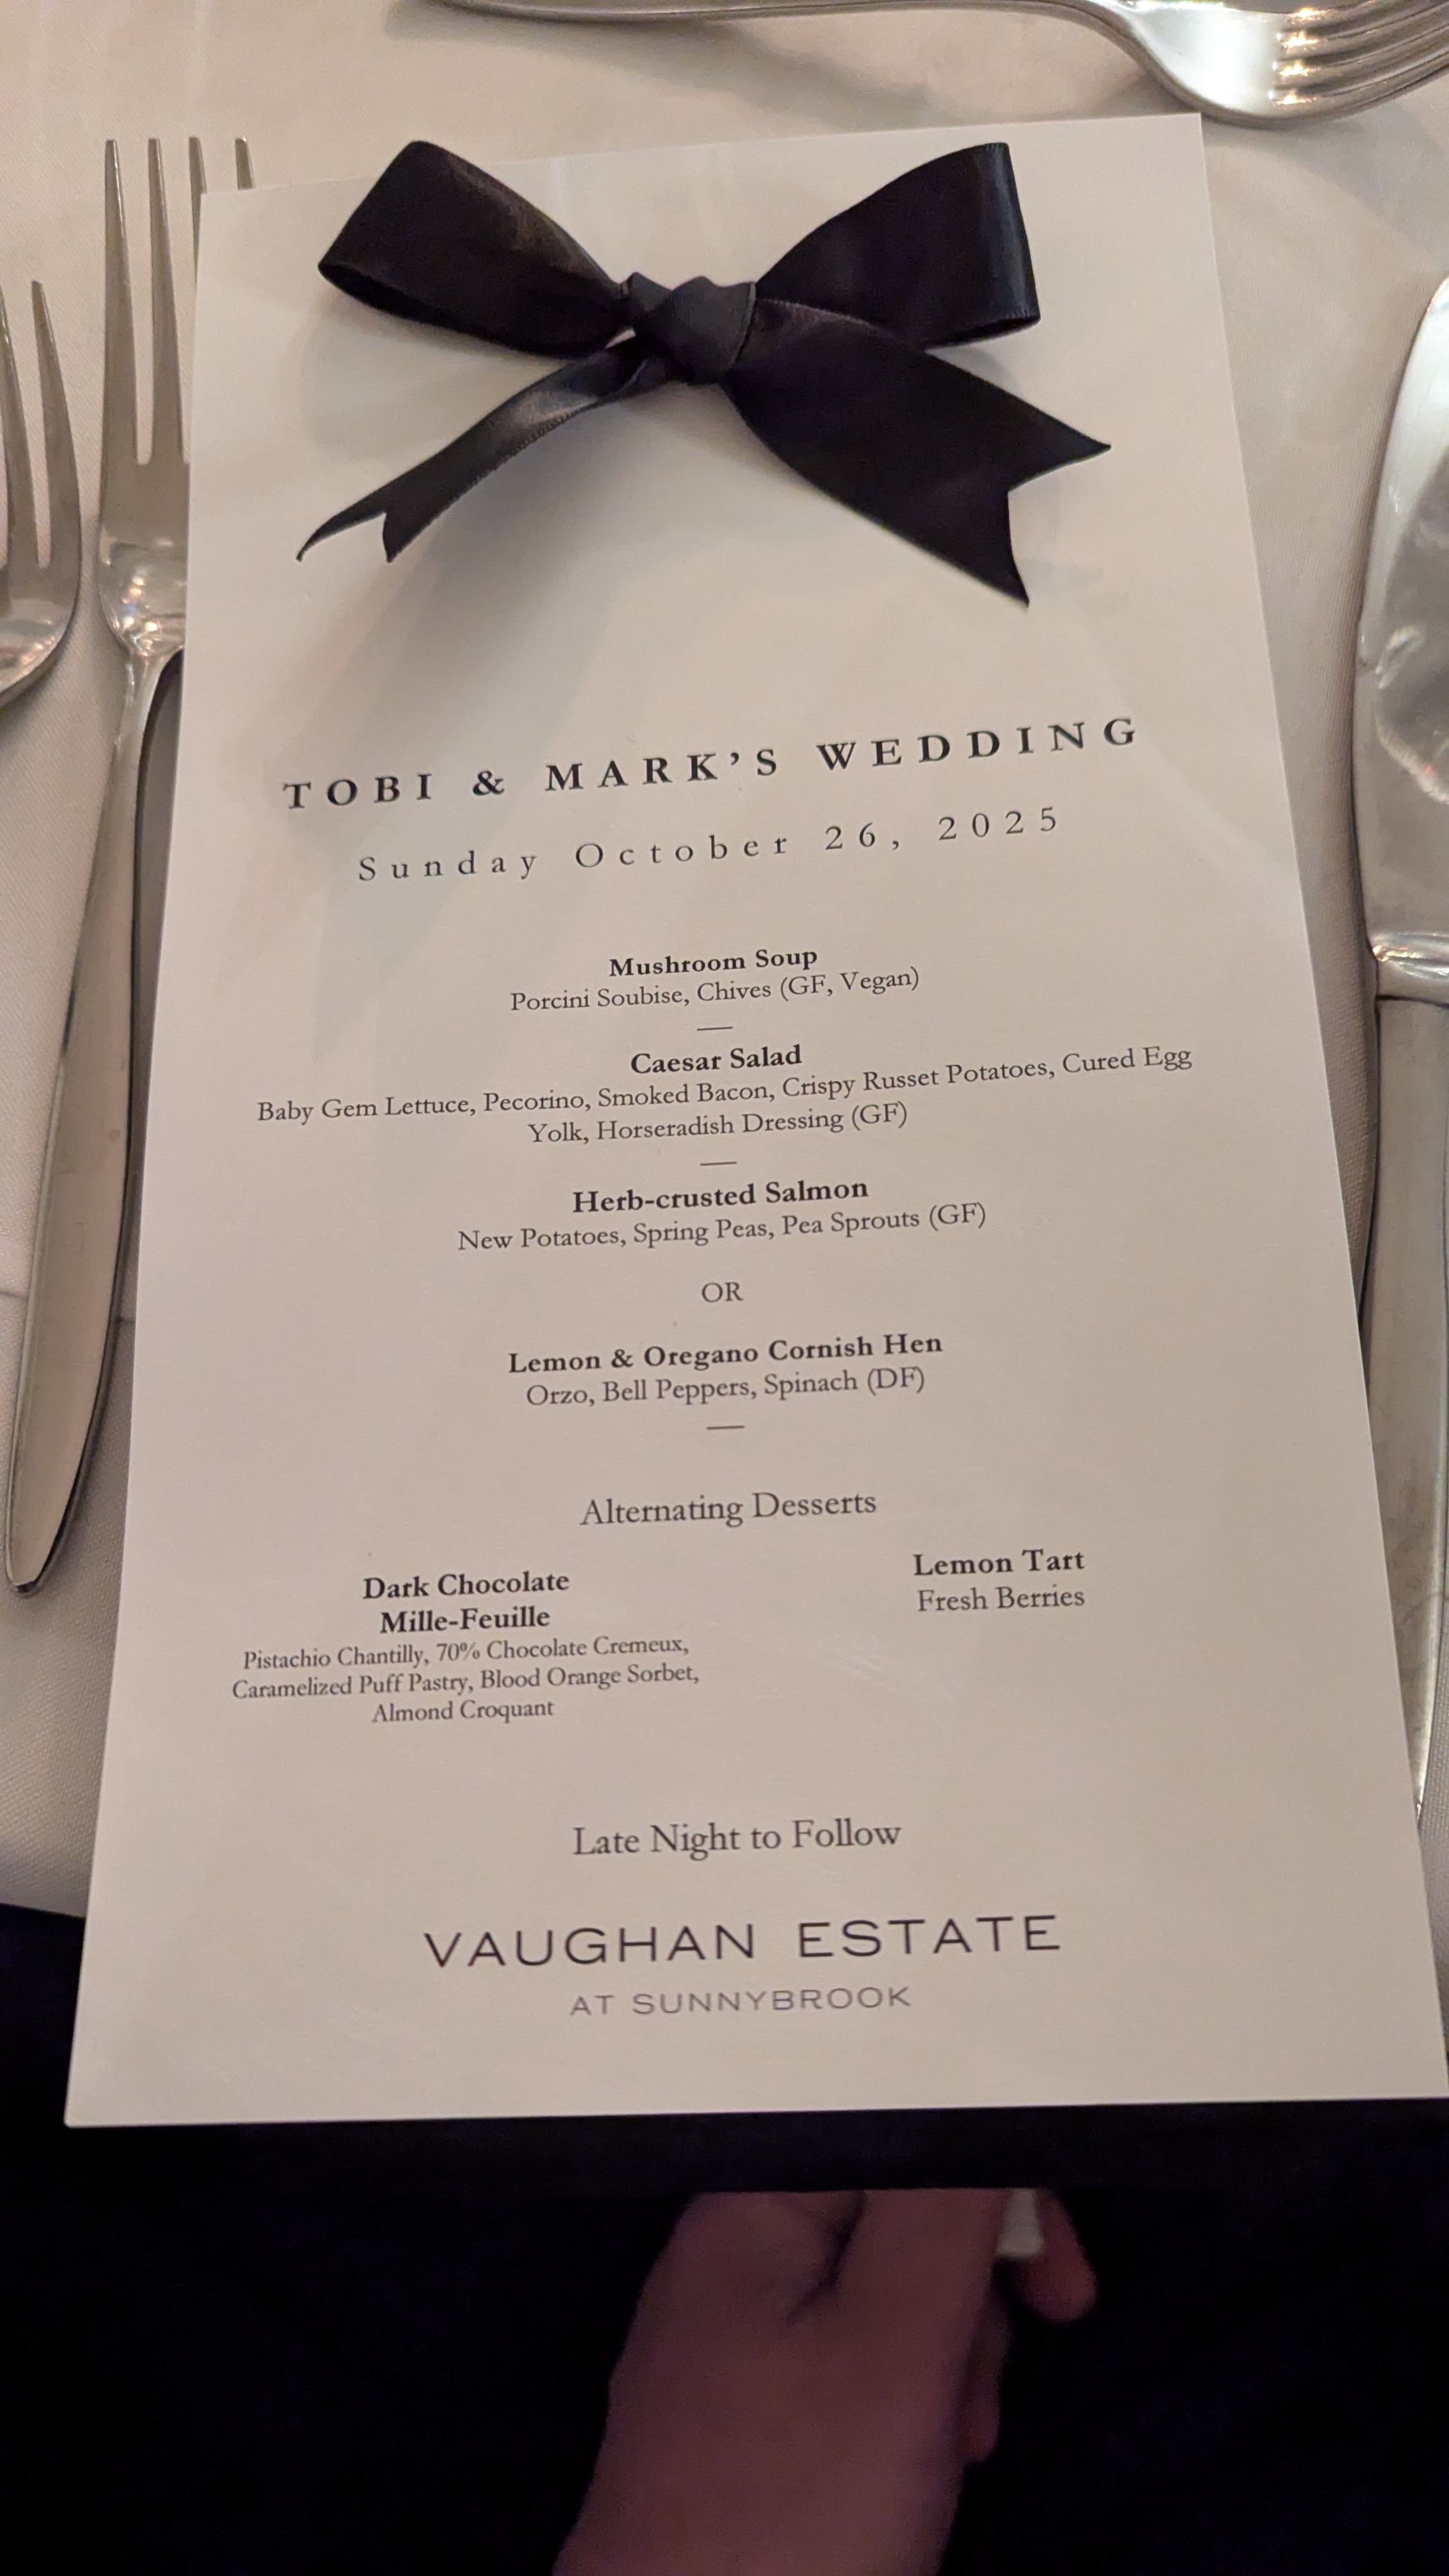 TOBI & MARK’S WEDDING
Sunday October 26, 2025
Mushroom Soup
Porcini Soubise, Chives (GF, Vegan)
Caesar Salad
Baby Gem Lettuce, Pecorino, Smoked Bacon, Crispy Russet Potatoes, Cured Egg
Yolk, Horseradish Dressing (GF)
Herb-crusted Salmon
New Potatoes, Spring Peas, Pea Sprouts (GF)
OR
Lemon & Oregano Cornish Hen
Orzo, Bell Peppers, Spinach (DF)
Alternating Desserts
Dark Chocolate
Mille-Feuille
Pistachio Chantilly, 70% Chocolate Cremeux,
Caramelized Puff Pastry, Blood Orange Sorbet,
Almond Croquant
Lemon Tart
Fresh Berries
Late Night to Follow
VAUGHAN ESTATE
AT SUNNYBROOK